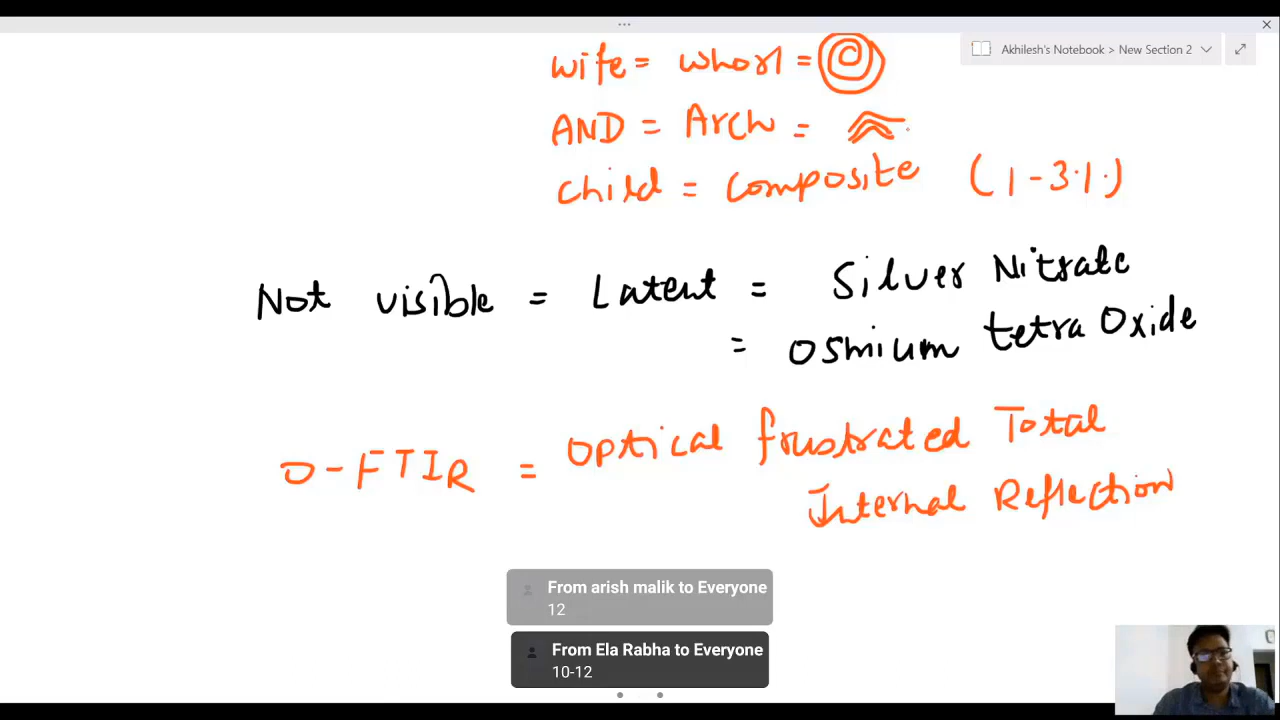 Akhilesh's Notebook > New Section 2
wife = whorl =
AND = Arch =
child = composite (1-3%)
Not visible = Latent = Silver Nitrate
= Osmium tetra Oxide
O-FTIR = Optical frustrated Total
Internal Reflection
From arish malik to Everyone
12
From Ela Rabha to Everyone
10-12